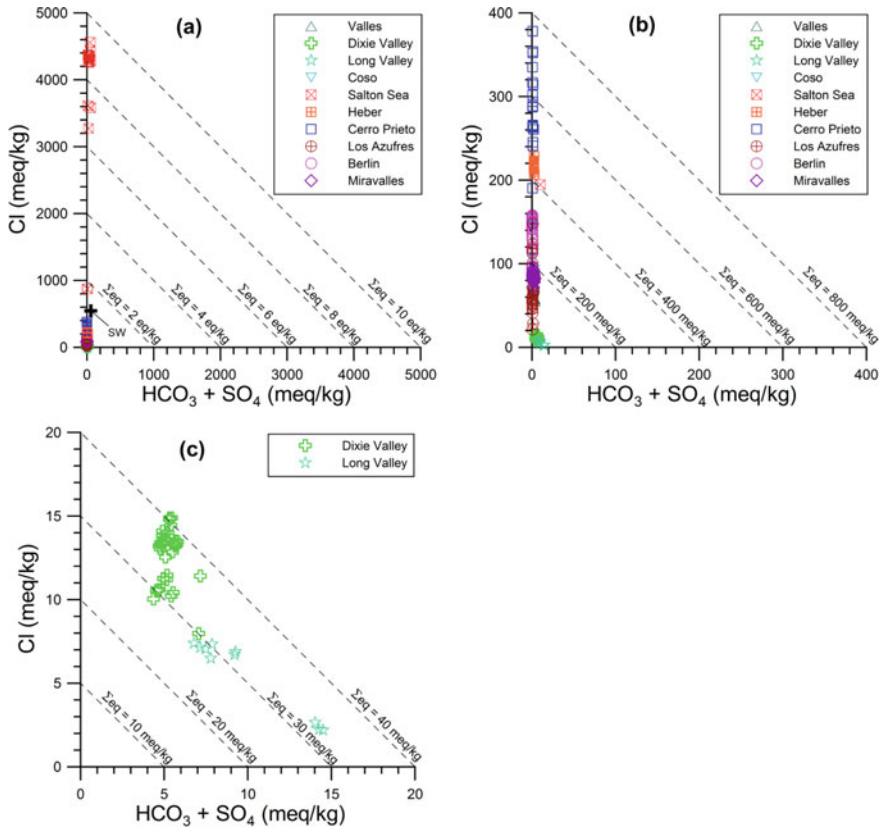 (a)
Valles
Dixie Valley
Long Valley
Coso
Salton Sea
Heber
Cerro Prieto
Los Azufres
Berlin
Miravalles
5000
4000
3000
2000
1000
0
Cl (meq/kg)
Σeq = 2 eq/kg
Σeq = 4 eq/kg
Σeq = 6 eq/kg
Σeq = 8 eq/kg
Σeq = 10 eq/kg
SW
0 1000 2000 3000 4000 5000
HCO₃ + SO₄ (meq/kg)
(b)
Valles
Dixie Valley
Long Valley
Coso
Salton Sea
Heber
Cerro Prieto
Los Azufres
Berlin
Miravalles
400
300
200
100
0
Cl (meq/kg)
Σeq = 200 meq/kg
Σeq = 400 meq/kg
Σeq = 600 meq/kg
Σeq = 800 meq/kg
0 100 200 300 400
HCO₃ + SO₄ (meq/kg)
(c)
Dixie Valley
Long Valley
20
15
10
5
0
Cl (meq/kg)
Σeq = 10 meq/kg
Σeq = 20 meq/kg
Σeq = 30 meq/kg
Σeq = 40 meq/kg
0 5 10 15 20
HCO₃ + SO₄ (meq/kg)